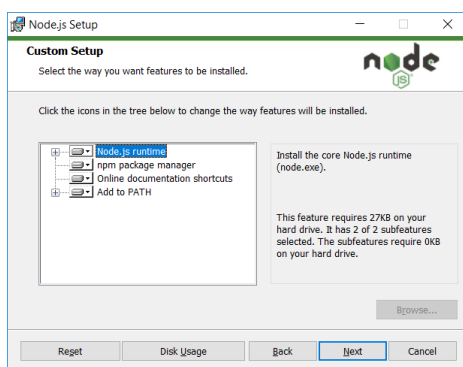 Node.js Setup
Custom Setup
Select the way you want features to be installed.
node
JS
Click the icons in the tree below to change the way features will be installed.
Node.js runtime
npm package manager
Online documentation shortcuts
Add to PATH
Install the core Node.js runtime
(node.exe).
This feature requires 27KB on your
hard drive. It has 2 of 2 subfeatures
selected. The subfeatures require 0KB
on your hard drive.
Browse...
Reset
Disk Usage
Back
Next
Cancel